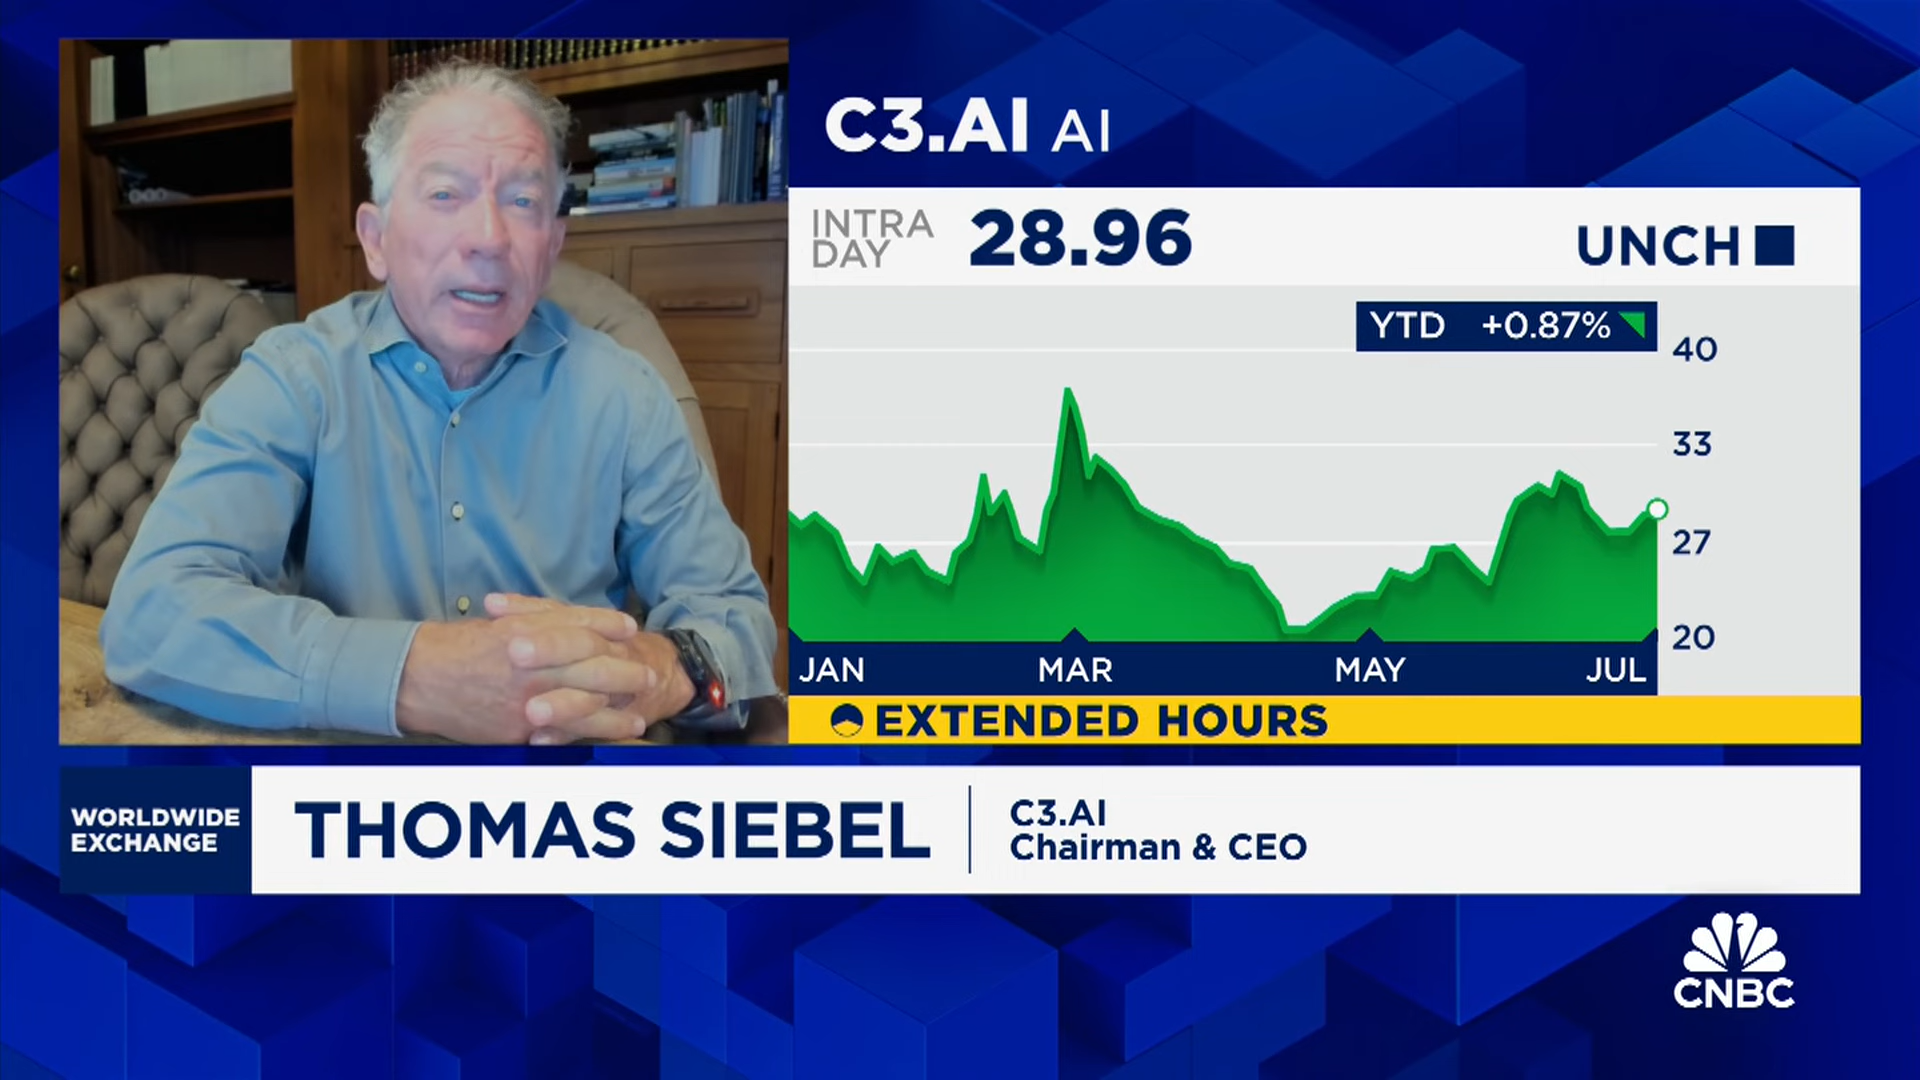 C3.AI AI
INTRA
DAY
28.96
UNCH
YTD +0.87%
40
33
27
20
JAN MAR MAY JUL
EXTENDED HOURS
WORLDWIDE
EXCHANGE
THOMAS SIEBEL
C3.AI
Chairman & CEO
CNBC